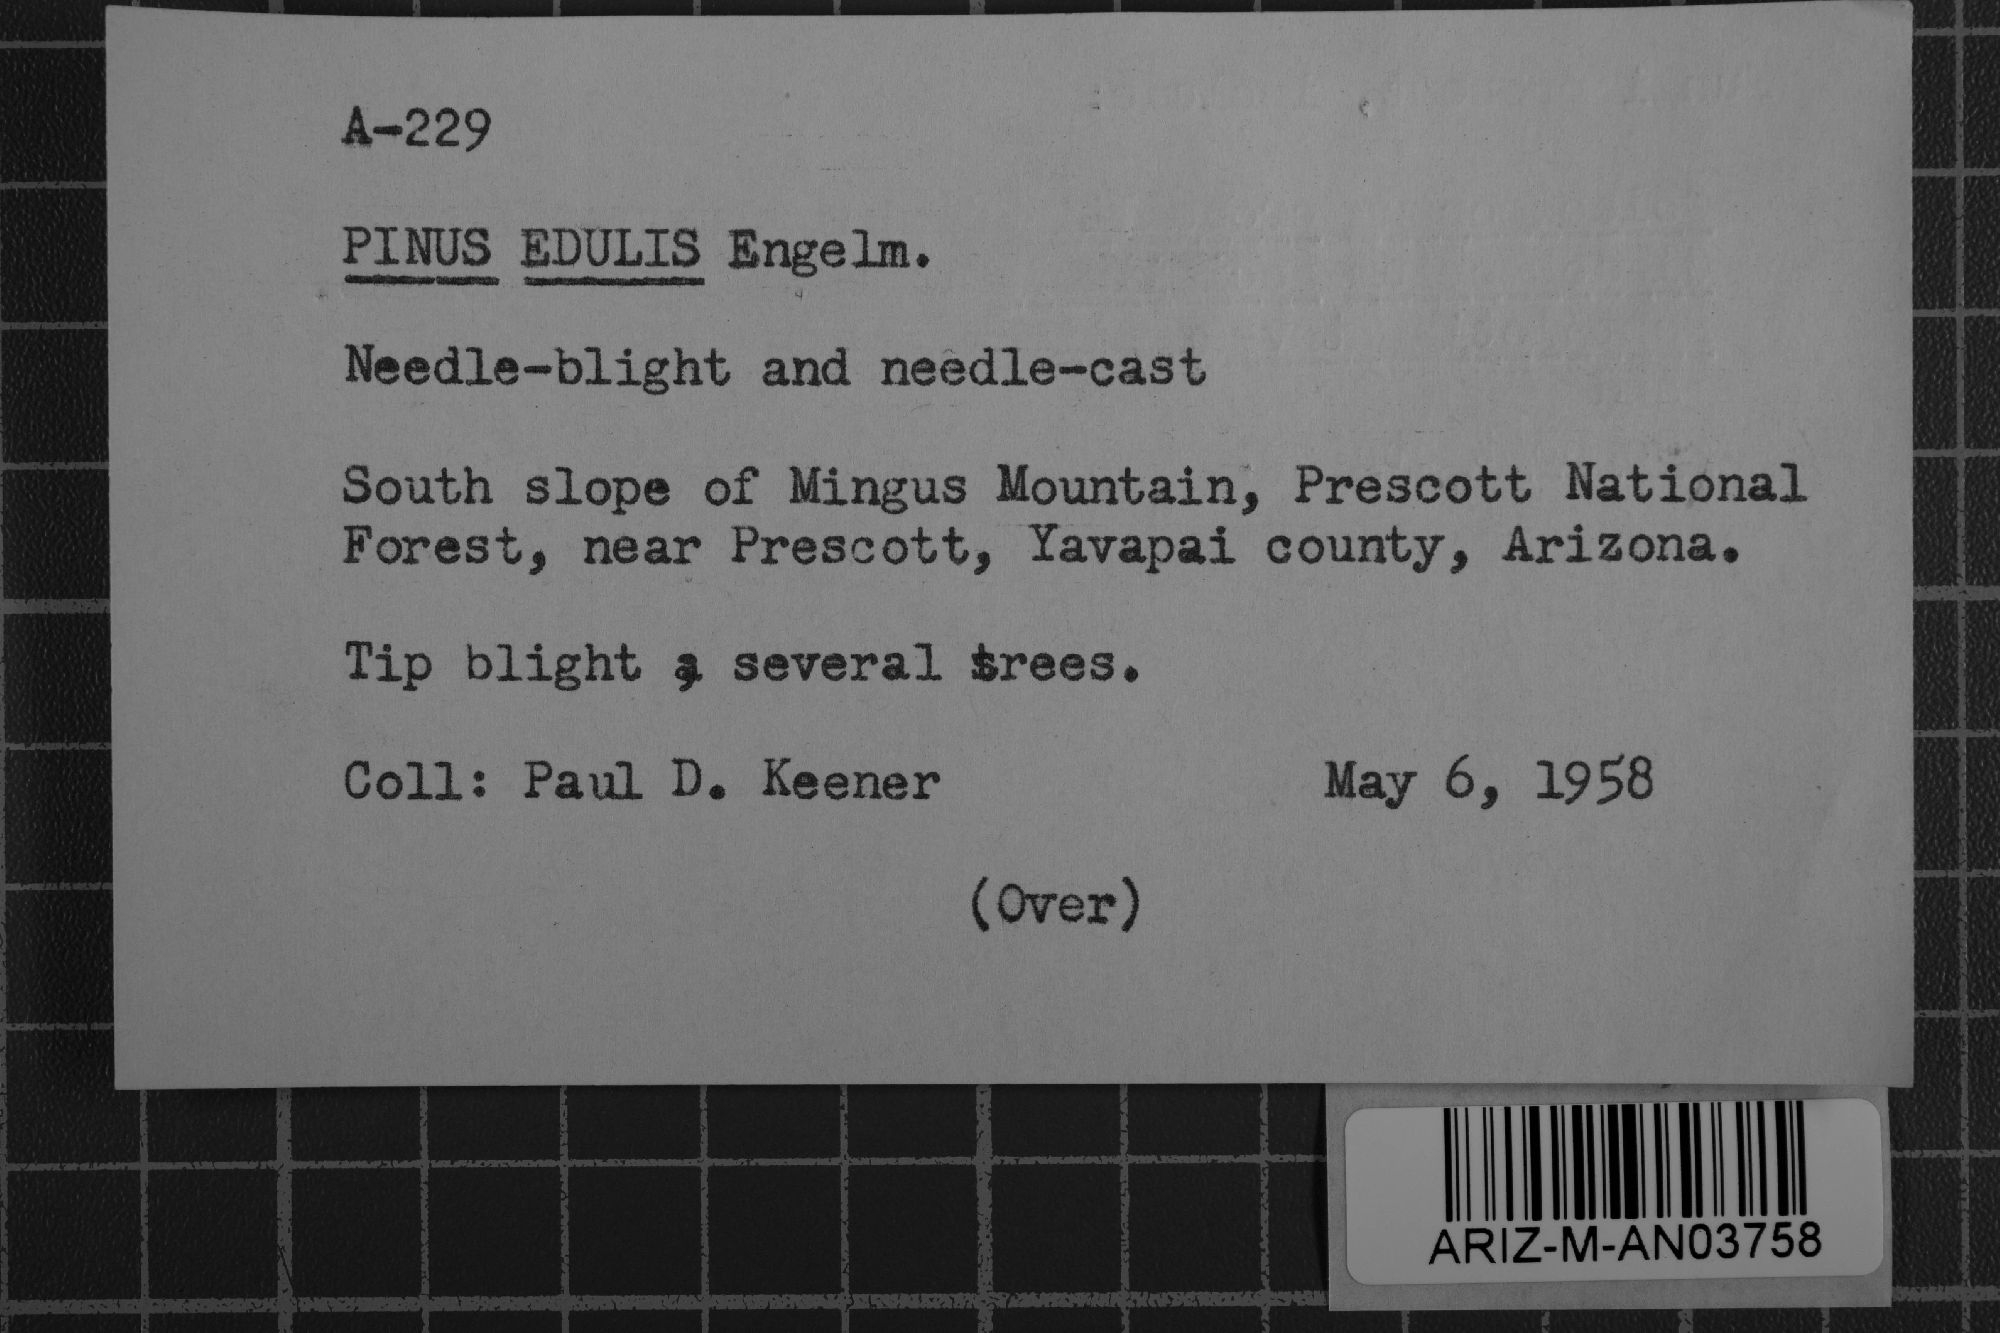 A-229
PINUS EDULIS Engelm.
Needle-blight and needle-cast
South slope of Mingus Mountain, Prescott National
Forest, near Prescott, Yavapai county, Arizona.
Tip blight , several trees.
Coll: Paul D. Keener May 6, 1958
(Over)
ARIZ-M-AN03758